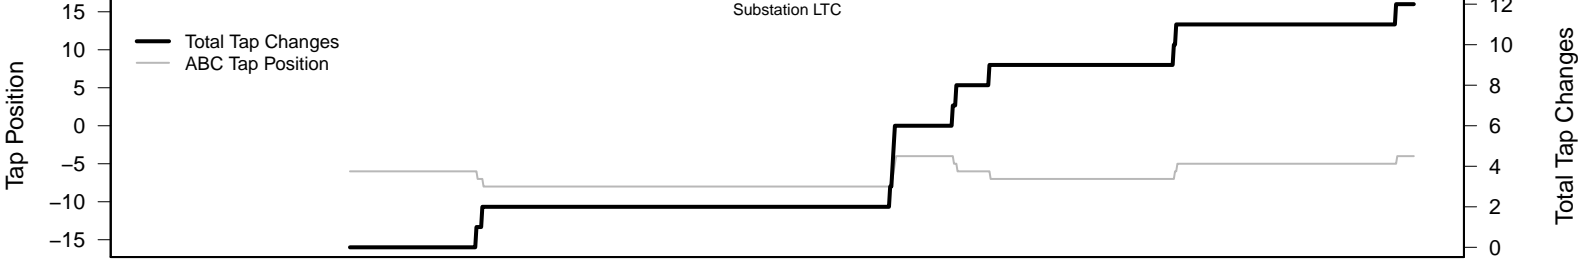 Substation LTC
Total Tap Changes
ABC Tap Position
Tap Position
15
10
5
0
−5
−10
−15
12
10
8
6
4
2
0
Total Tap Changes